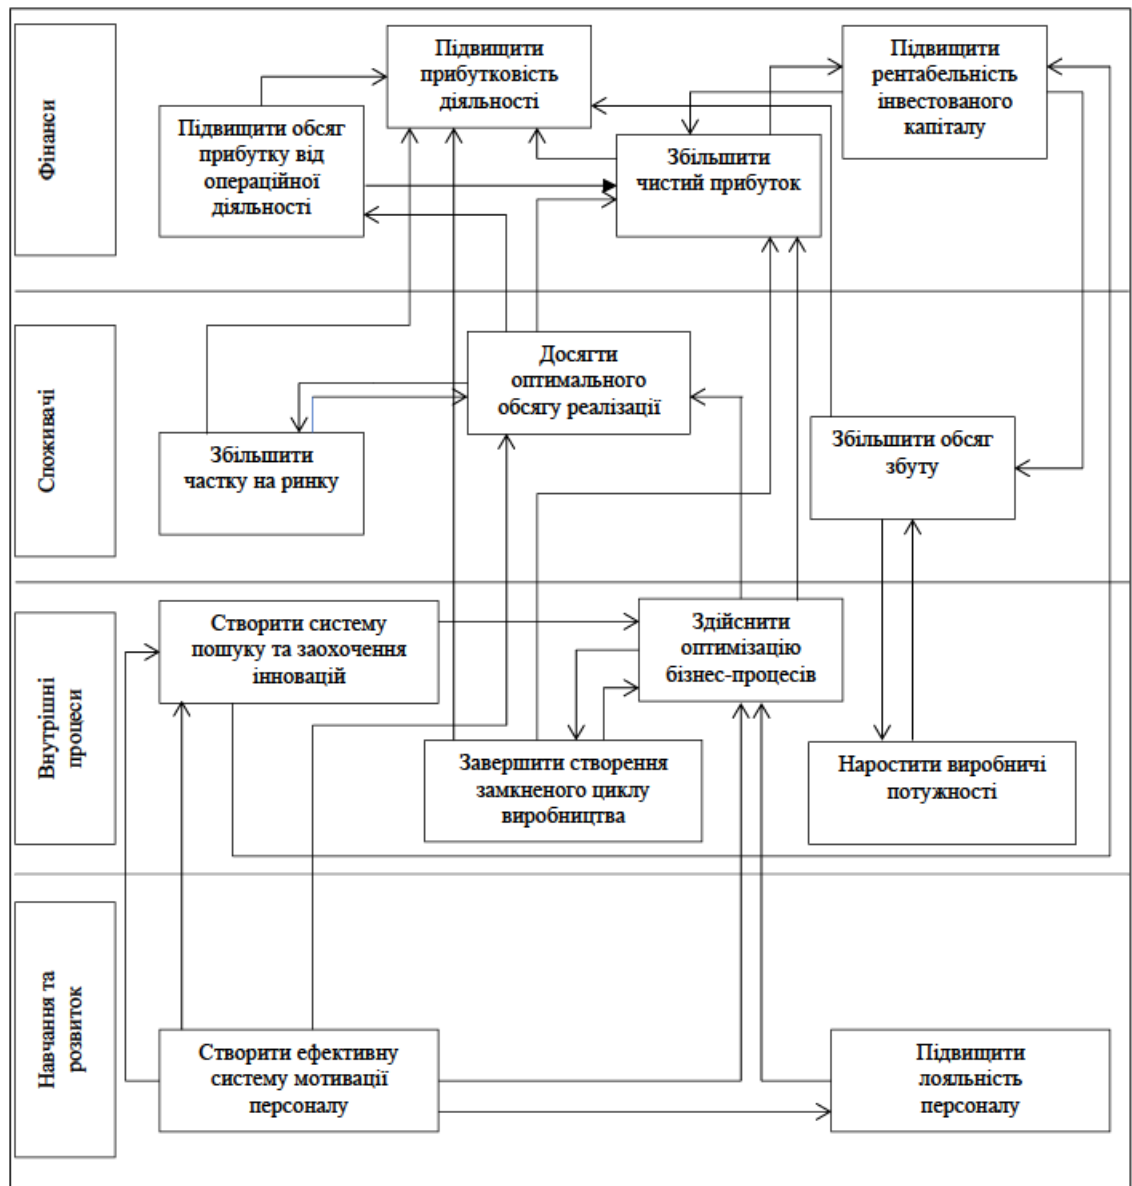 Фінанси
Підвищити
прибутковість
діяльності
Підвищити
рентабельність
інвестованого
капіталу
Підвищити обсяг
прибутку від
операційної
діяльності
Збільшити
чистий прибуток
Споживачі
Досягти
оптимального
обсягу реалізації
Збільшити
частку на ринку
Збільшити обсяг
збуту
Внутрішні
процеси
Створити систему
пошуку та заохочення
інновацій
Здійснити
оптимізацію
бізнес-процесів
Завершити створення
замкненого циклу
виробництва
Наростити виробничі
потужності
Навчання та
розвиток
Створити ефективну
систему мотивації
персоналу
Підвищити
лояльність
персоналу